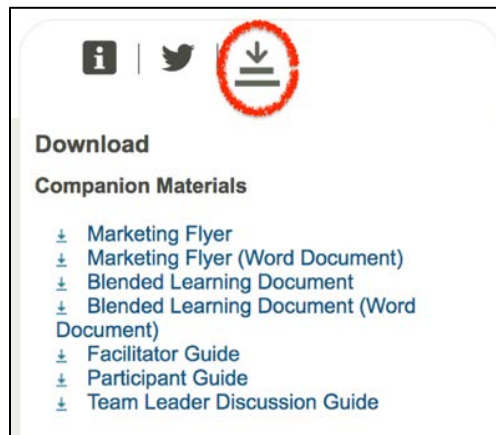 Download
Companion Materials
Marketing Flyer
Marketing Flyer (Word Document)
Blended Learning Document
Blended Learning Document (Word
Document)
Facilitator Guide
Participant Guide
Team Leader Discussion Guide